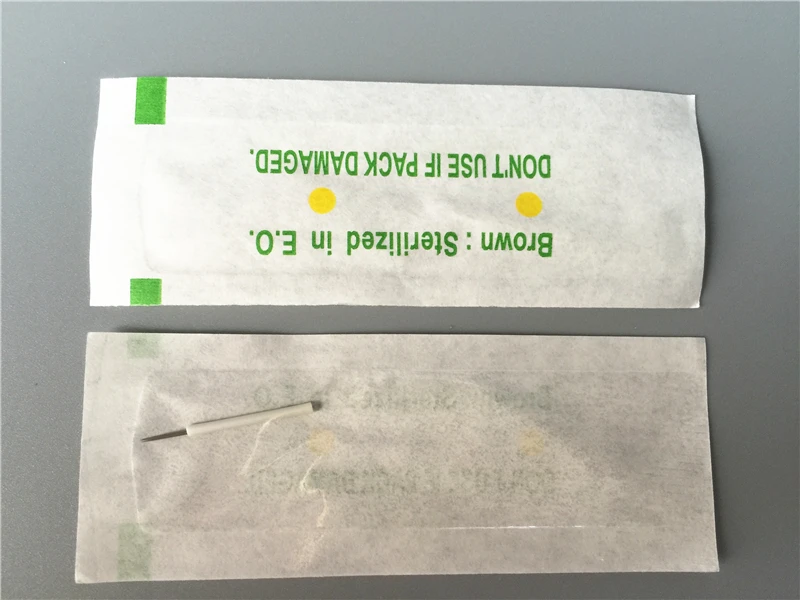 Brown : Sterilized in E.O.
DON'T USE IF PACK DAMAGED.